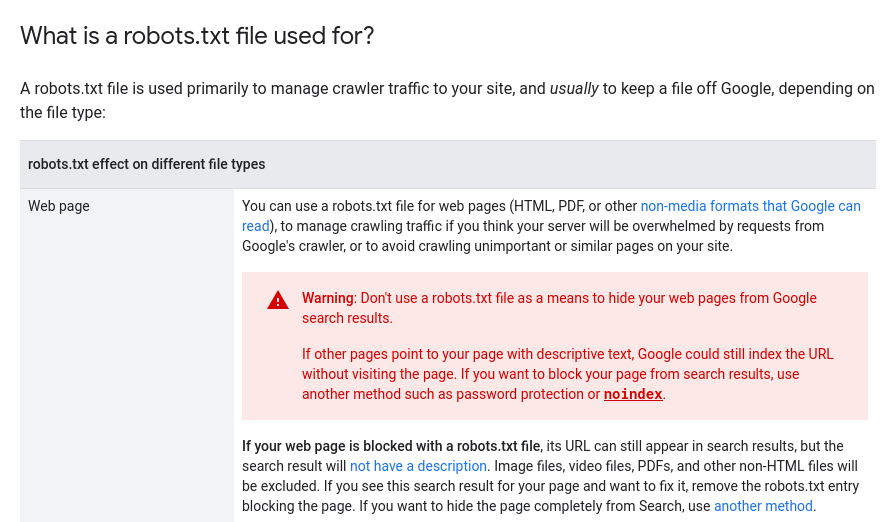 What is a robots.txt file used for?
A robots.txt file is used primarily to manage crawler traffic to your site, and usually to keep a file off Google, depending on
the file type:
robots.txt effect on different file types
Web page
You can use a robots.txt file for web pages (HTML, PDF, or other non-media formats that Google can
read), to manage crawling traffic if you think your server will be overwhelmed by requests from
Google's crawler, or to avoid crawling unimportant or similar pages on your site.
Warning: Don't use a robots.txt file as a means to hide your web pages from Google
search results.
If other pages point to your page with descriptive text, Google could still index the URL
without visiting the page. If you want to block your page from search results, use
another method such as password protection or noindex.
If your web page is blocked with a robots.txt file, its URL can still appear in search results, but the
search result will not have a description. Image files, video files, PDFs, and other non-HTML files will
be excluded. If you see this search result for your page and want to fix it, remove the robots.txt entry
blocking the page. If you want to hide the page completely from Search, use another method.